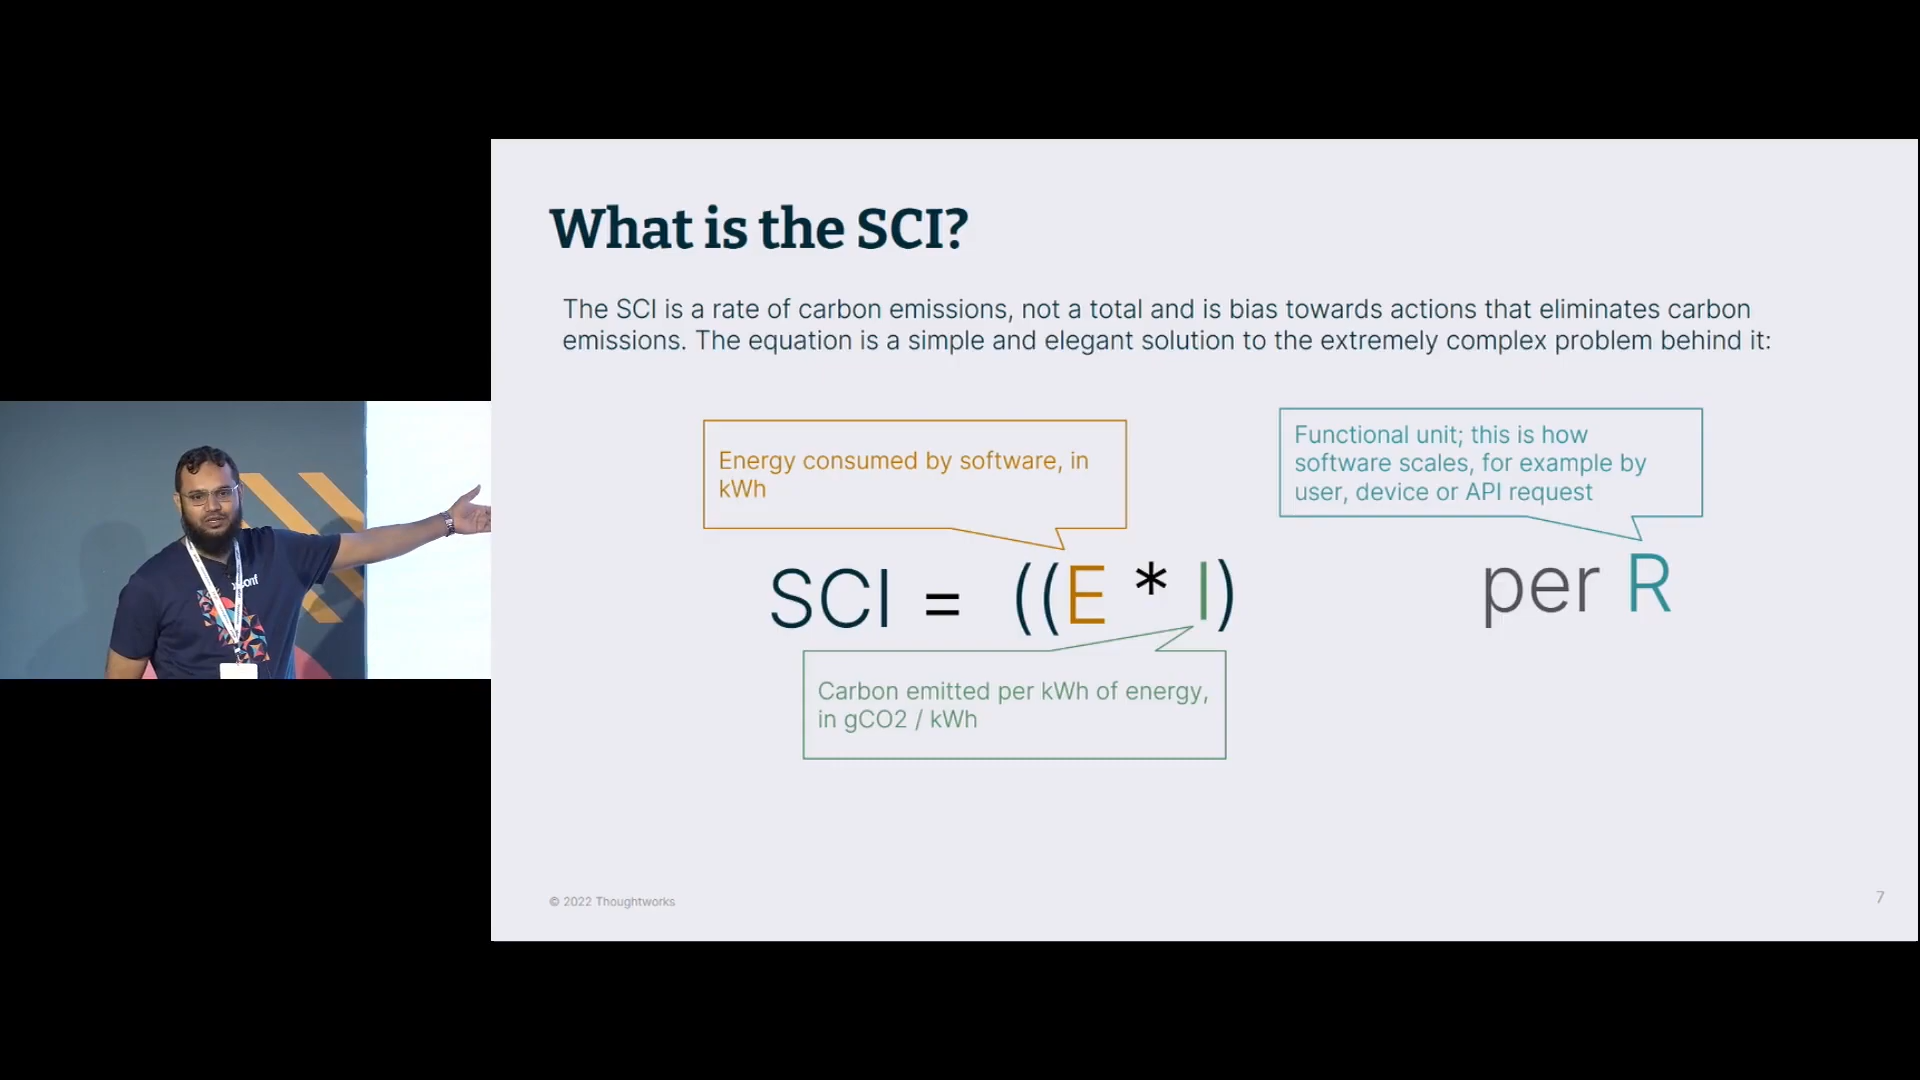 What is the SCI?
The SCI is a rate of carbon emissions, not a total and is bias towards actions that eliminates carbon
emissions. The equation is a simple and elegant solution to the extremely complex problem behind it:
Energy consumed by software, in
kWh
Functional unit; this is how
software scales, for example by
user, device or API request
SCI = ((E * I) per R
Carbon emitted per kWh of energy,
in gCO2 / kWh
© 2022 Thoughtworks
7